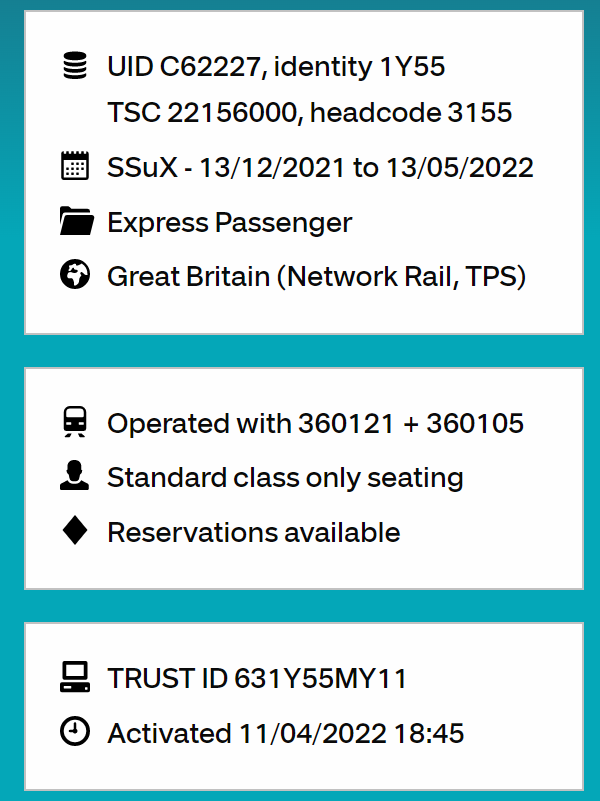 UID C62227, identity 1Y55
TSC 22156000, headcode 3155
SSuX - 13/12/2021 to 13/05/2022
Express Passenger
Great Britain (Network Rail, TPS)
Operated with 360121 + 360105
Standard class only seating
Reservations available
TRUST ID 631Y55MY11
Activated 11/04/2022 18:45